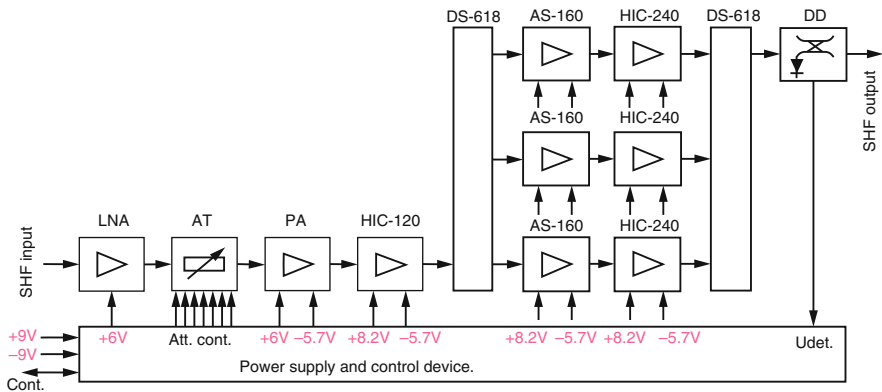 DS-618 AS-160 HIC-240 DS-618 DD
SHF output
AS-160 HIC-240
AS-160 HIC-240
LNA AT PA HIC-120
SHF input
+9V
–9V
Cont.
+6V Att. cont. +6V –5.7V +8.2V –5.7V +8.2V –5.7V +8.2V –5.7V Udet.
Power supply and control device.